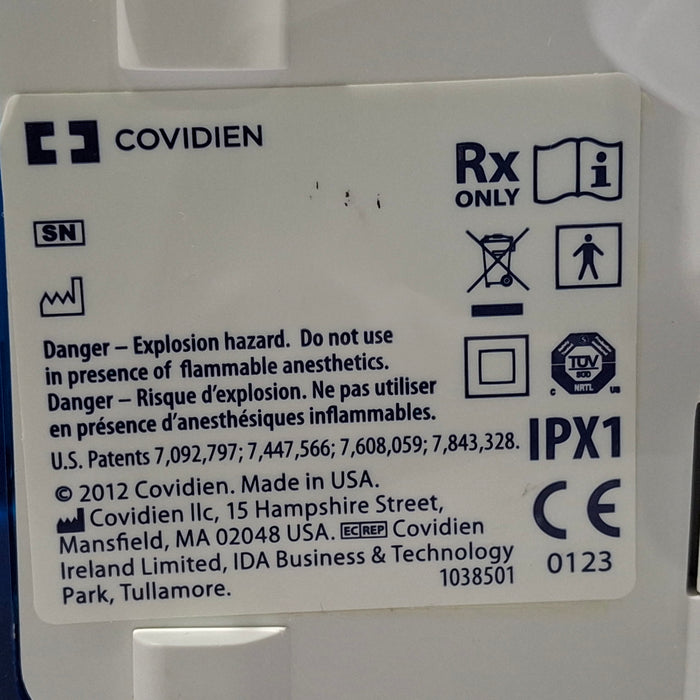 COVIDIEN
Rx
ONLY
i
SN
Danger – Explosion hazard. Do not use
in presence of flammable anesthetics.
Danger – Risque d’explosion. Ne pas utiliser
en présence d’anesthésiques inflammables.
TÜV
SÜD
NRTL
C US
U.S. Patents 7,092,797; 7,447,566; 7,608,059; 7,843,328.
IPX1
© 2012 Covidien. Made in USA.
Covidien llc, 15 Hampshire Street,
Mansfield, MA 02048 USA. EC REP Covidien
Ireland Limited, IDA Business & Technology
Park, Tullamore.
1038501
CE
0123